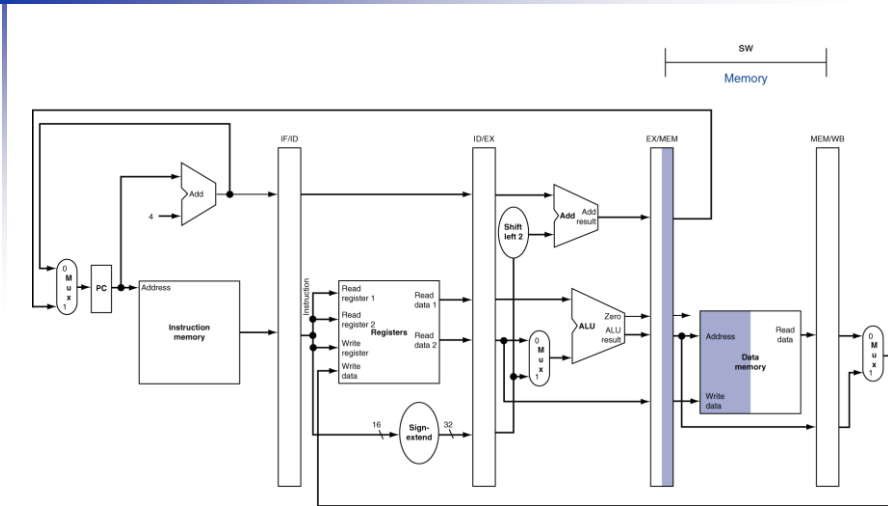 SW
Memory
IF/ID
ID/EX
EX/MEM
MEM/WB
Add
4
Add Add
result
Shift
left 2
0
M
u
x
1
PC
Address
Instruction
memory
Instruction
Read
register 1
Read
register 2
Write
register
Write
data
Registers
Read
data 1
Read
data 2
0
M
u
x
1
Zero
ALU ALU
result
Address
Data
memory
Write
data
Read
data
0
M
u
x
1
16
Sign-
extend
32